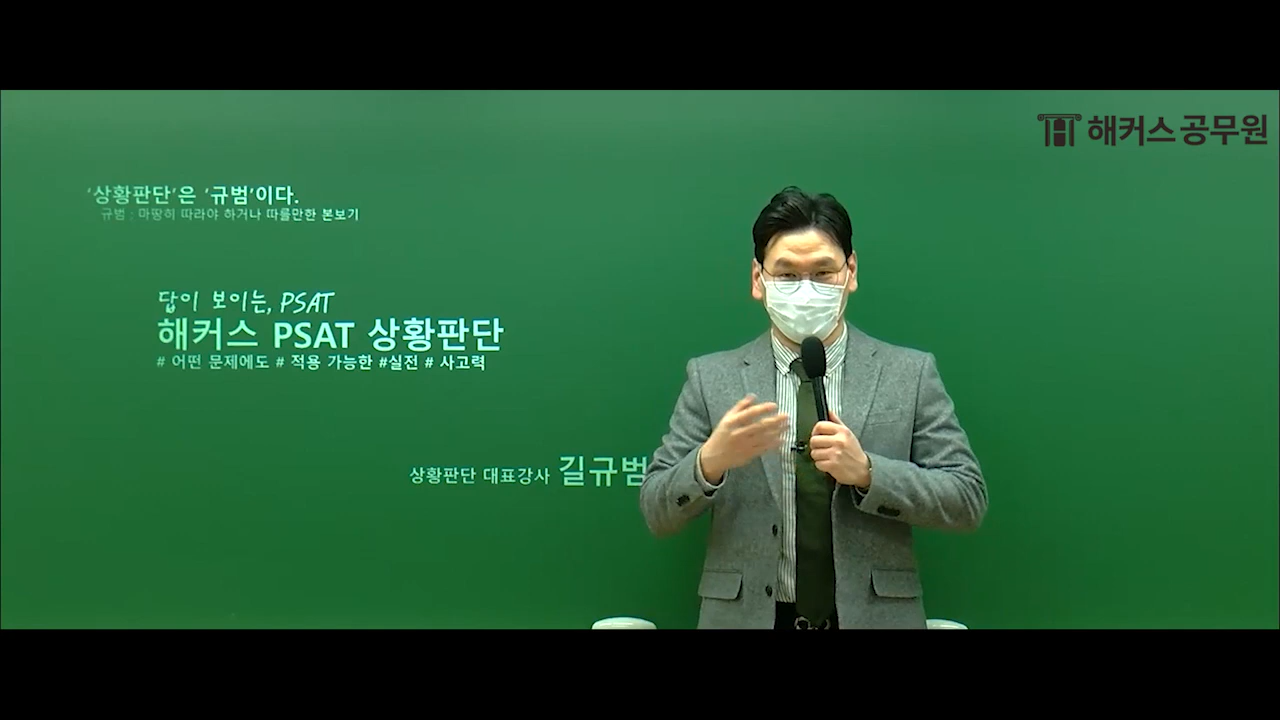 해커스 공무원
'상황판단'은 '규범'이다.
규범 : 마땅히 따라야 하거나 따를만한 본보기
답이 보이는, PSAT
해커스 PSAT 상황판단
# 어떤 문제에도 # 적용 가능한 #실전 # 사고력
상황판단 대표강사 길규범